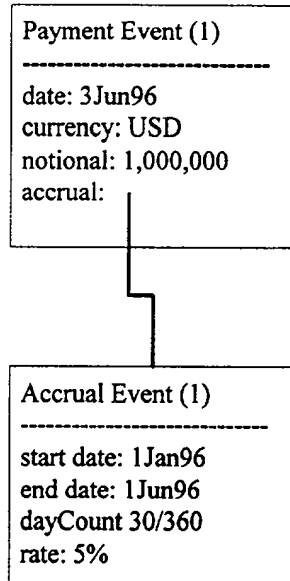 Payment Event (1)
--------------------------
date: 3Jun96
currency: USD
notional: 1,000,000
accrual:
Accrual Event (1)
--------------------------
start date: 1Jan96
end date: 1Jun96
dayCount 30/360
rate: 5%